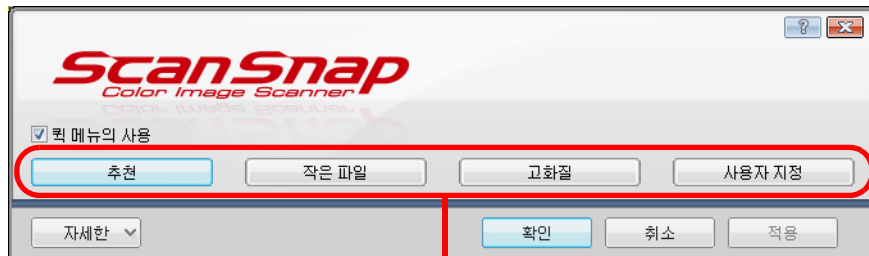 ScanSnap
Color Image Scanner
퀵 메뉴의 사용
추천 작은 파일 고화질 사용자 지정
자세한 확인 취소 적용